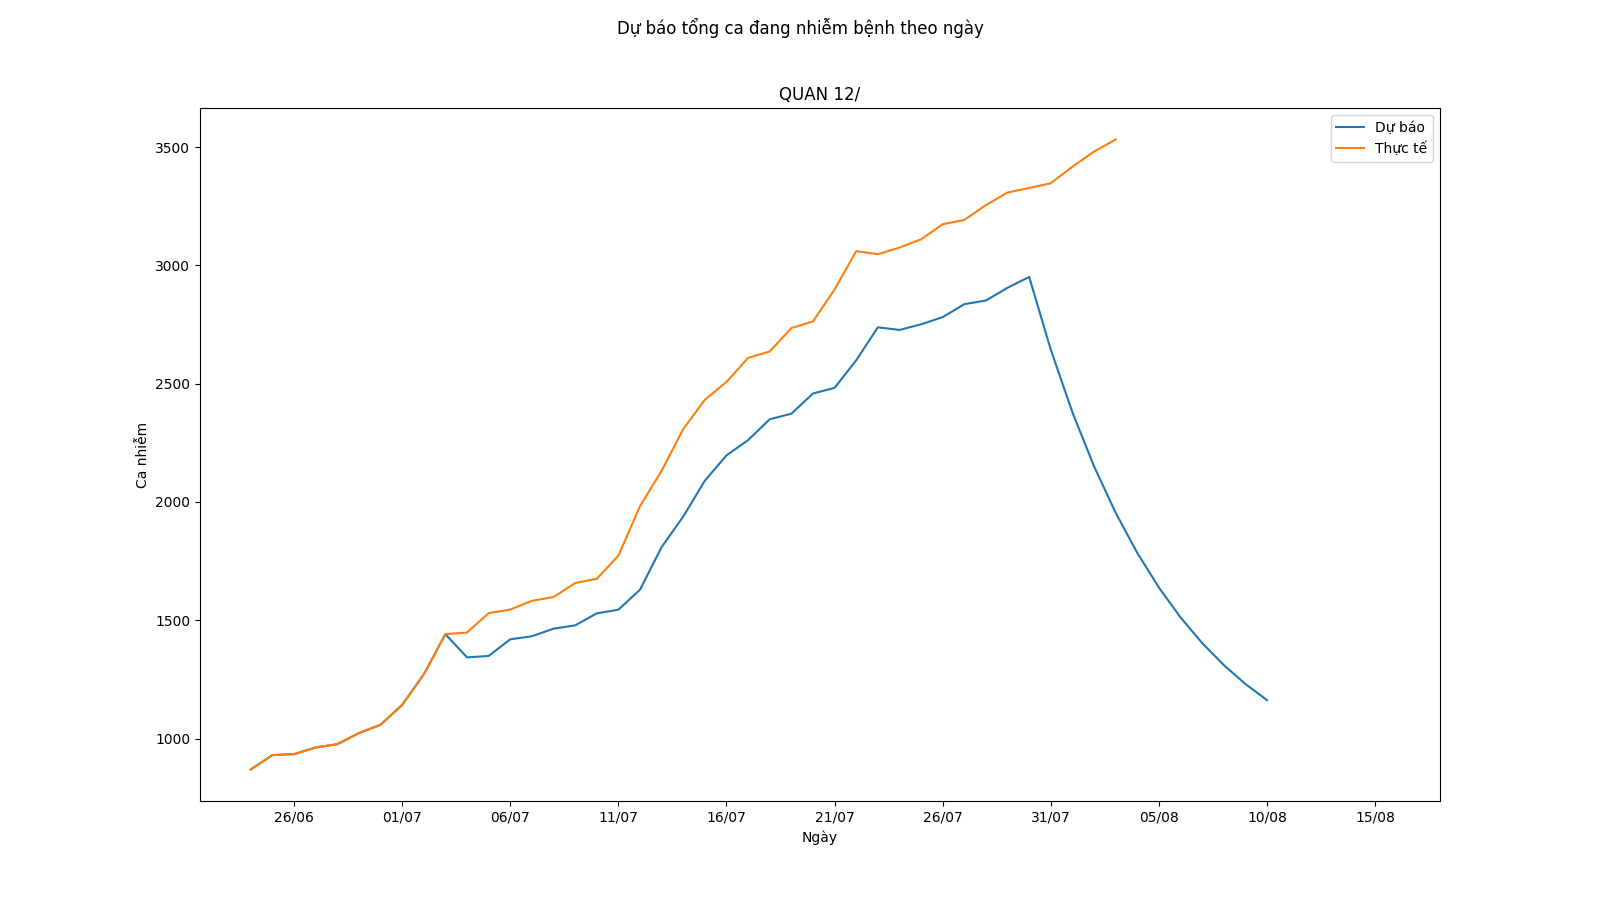 Dự báo tổng ca đang nhiễm bệnh theo ngày
QUAN 12/
Dự báo
Thực tế
3500
3000
2500
2000
1500
1000
Ca nhiễm
26/06 01/07 06/07 11/07 16/07 21/07 26/07 31/07 05/08 10/08 15/08
Ngày